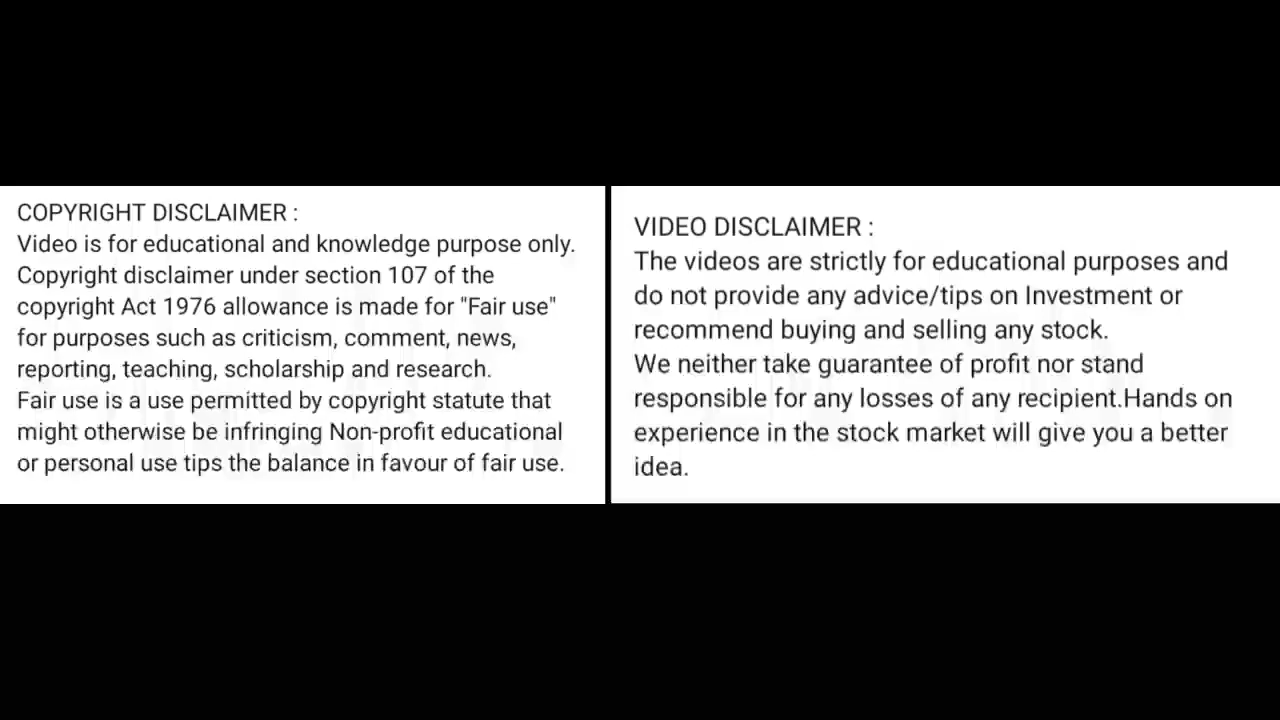 COPYRIGHT DISCLAIMER :
Video is for educational and knowledge purpose only.
Copyright disclaimer under section 107 of the
copyright Act 1976 allowance is made for "Fair use"
for purposes such as criticism, comment, news,
reporting, teaching, scholarship and research.
Fair use is a use permitted by copyright statute that
might otherwise be infringing Non-profit educational
or personal use tips the balance in favour of fair use.
VIDEO DISCLAIMER :
The videos are strictly for educational purposes and
do not provide any advice/tips on Investment or
recommend buying and selling any stock.
We neither take guarantee of profit nor stand
responsible for any losses of any recipient.Hands on
experience in the stock market will give you a better
idea.